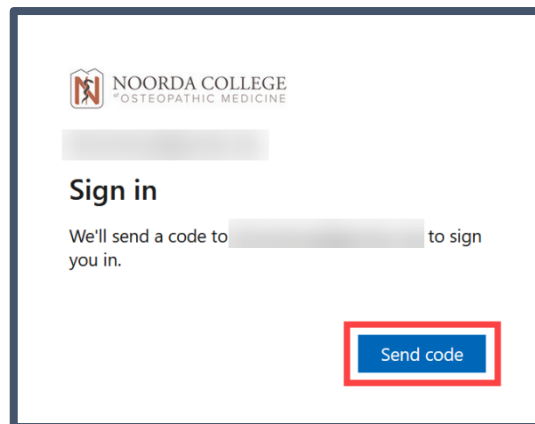 NOORDA COLLEGE
OF OSTEOPATHIC MEDICINE
Sign in
We'll send a code to to sign
you in.
Send code